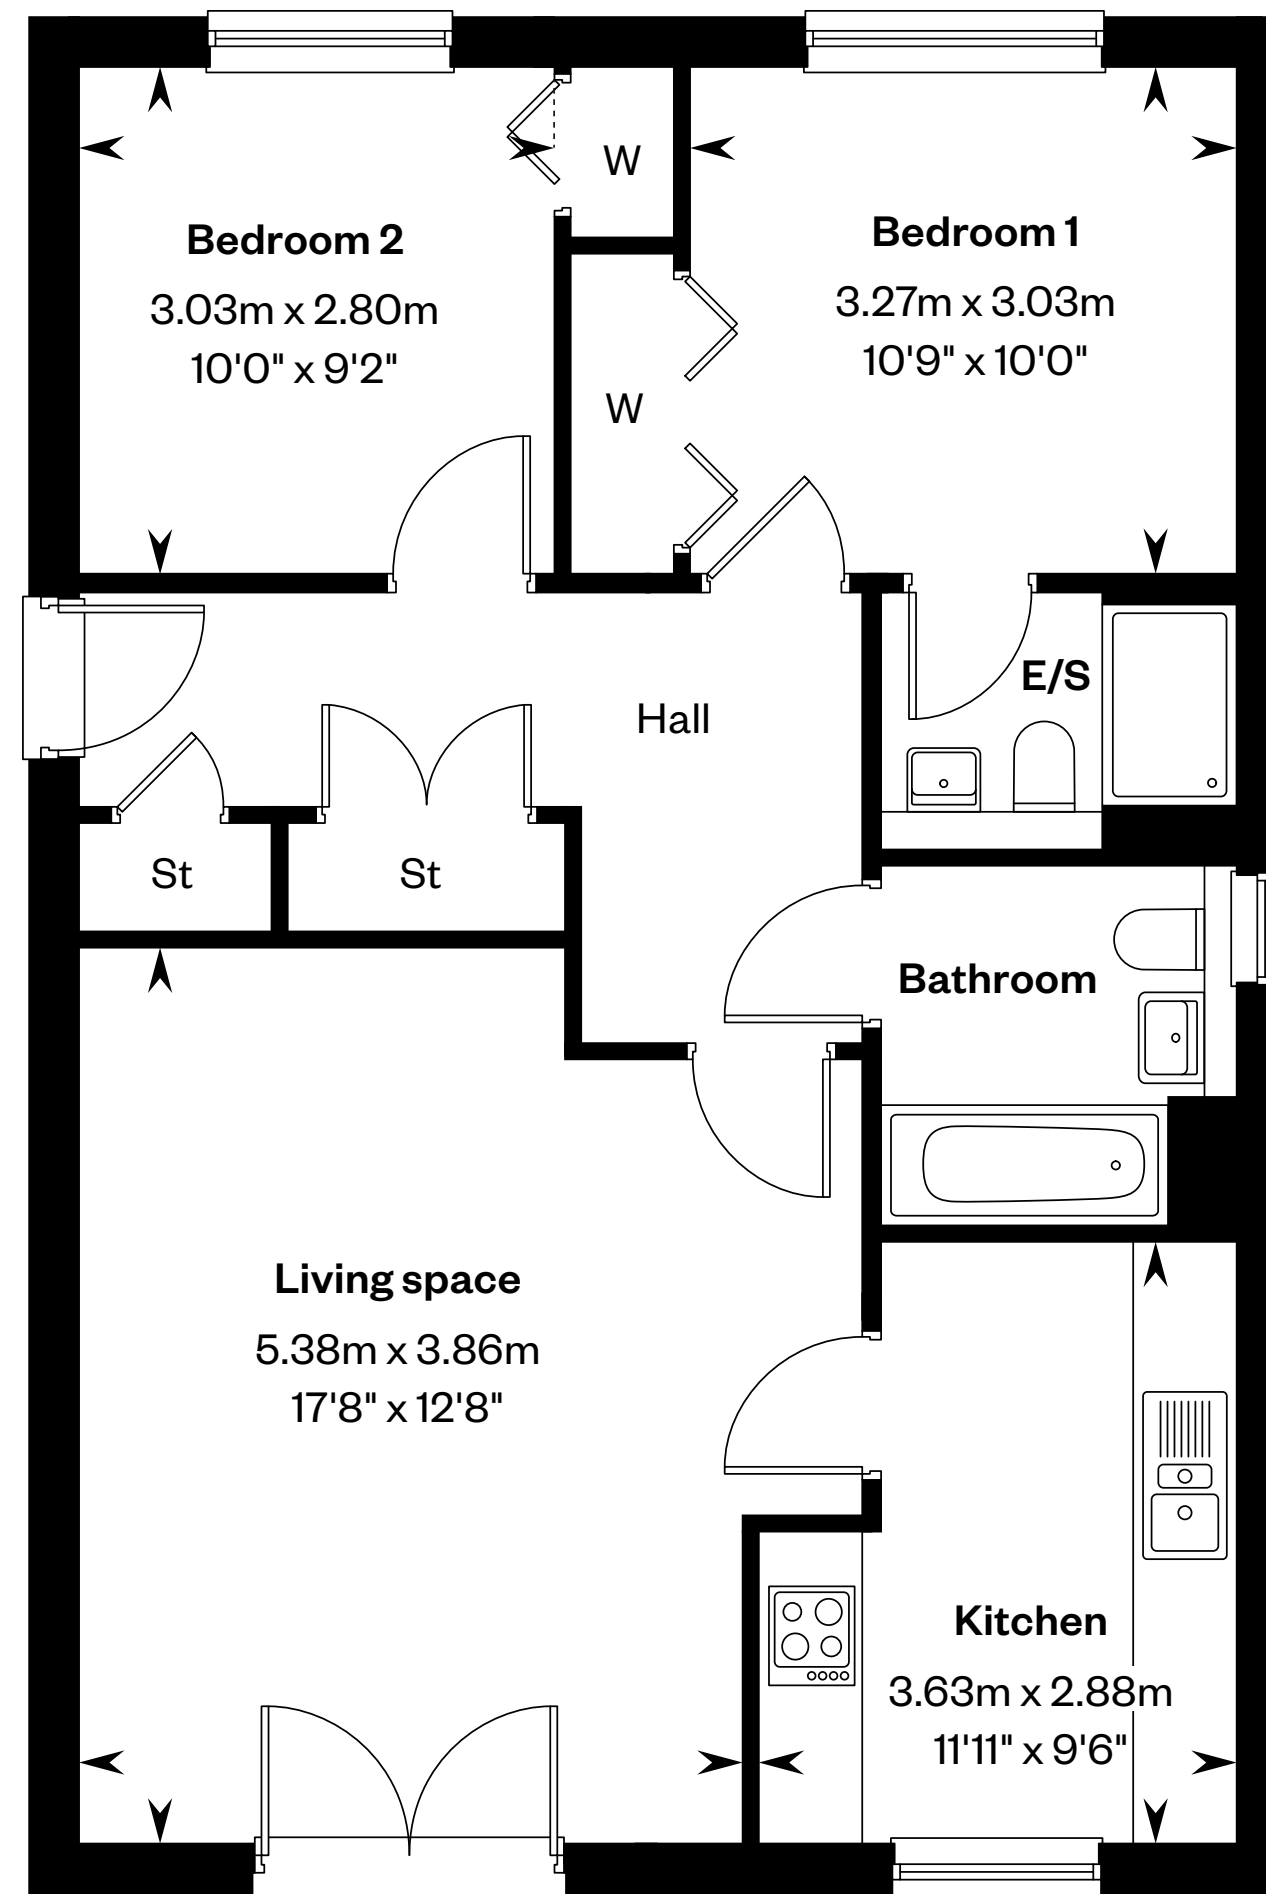 W
Bedroom 2
3.03m x 2.80m
10'0" x 9'2"
Bedroom 1
3.27m x 3.03m
10'9" x 10'0"
W
E/S
Hall
St
St
Bathroom
Living space
5.38m x 3.86m
17'8" x 12'8"
Kitchen
3.63m x 2.88m
11'11" x 9'6"